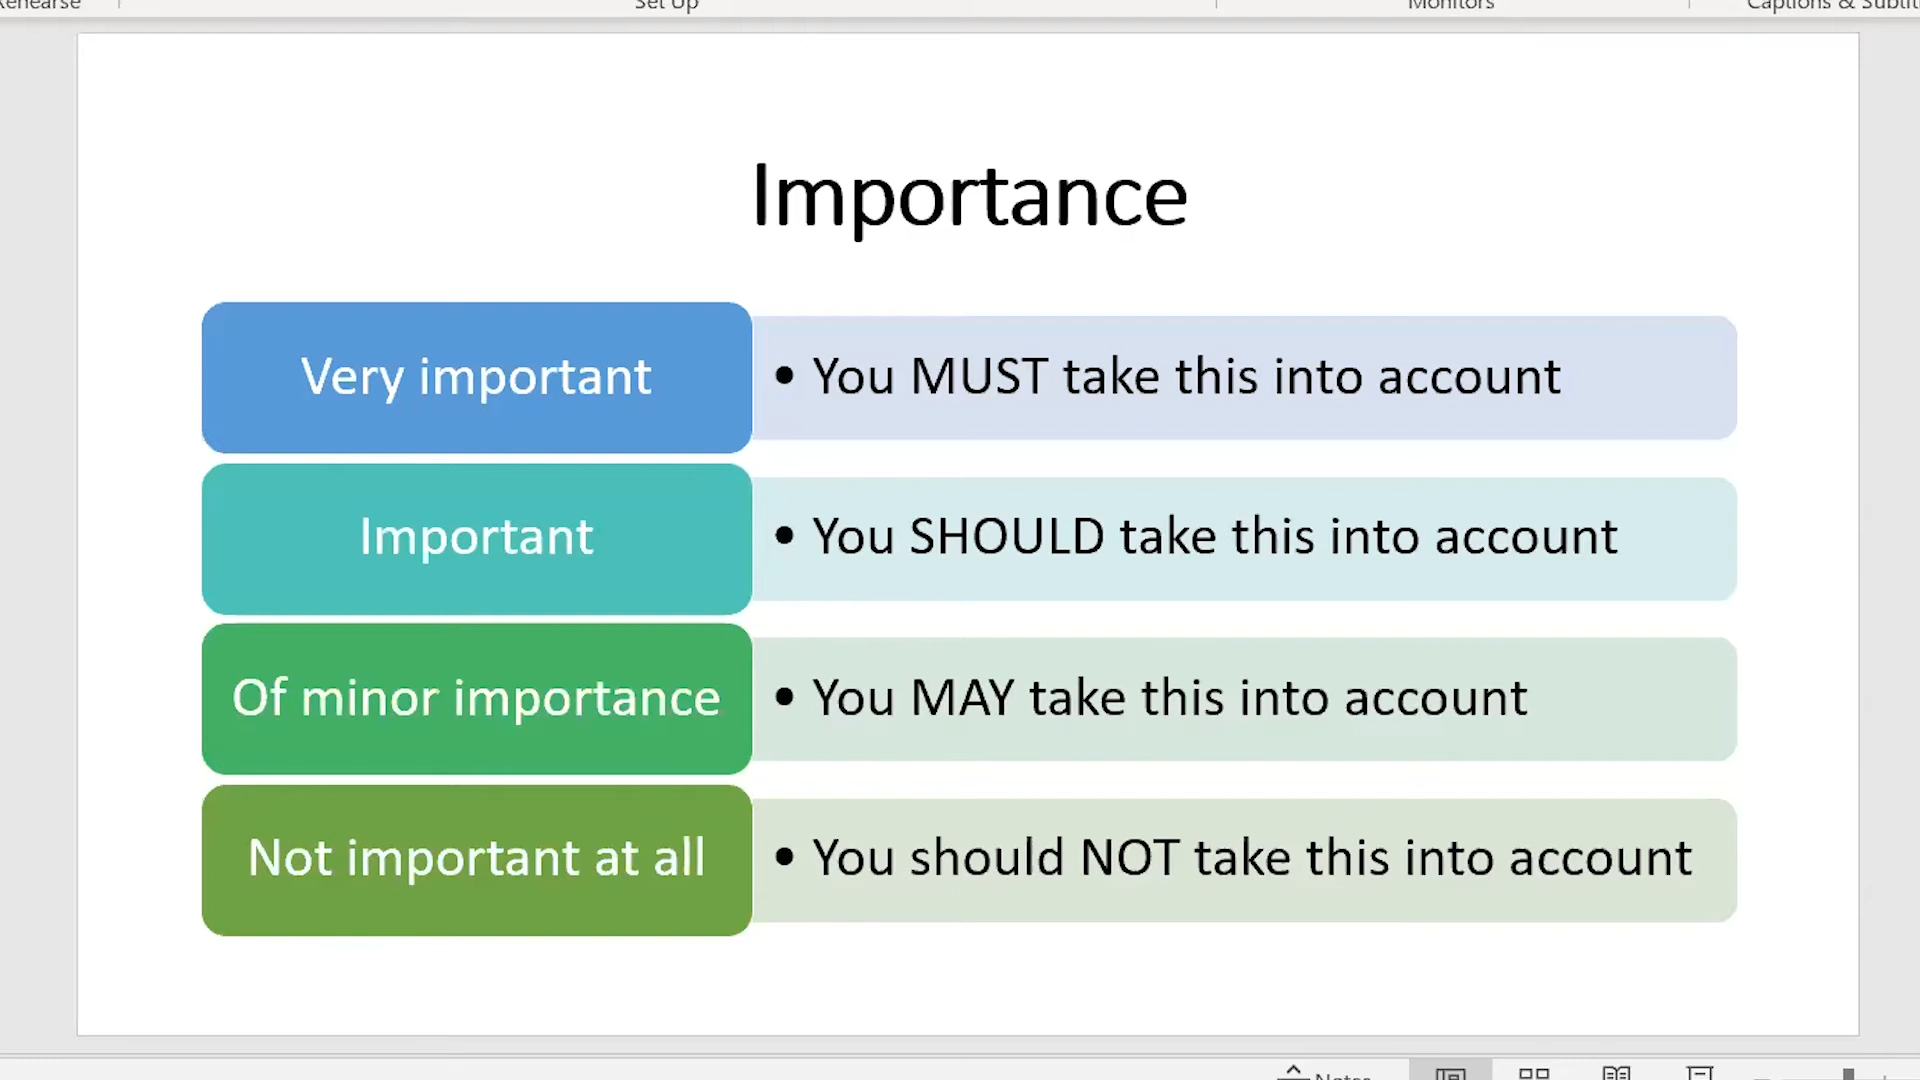 Rehearse
Set Up
Monitors
Importance
Very important
• You MUST take this into account
Important
• You SHOULD take this into account
Of minor importance
• You MAY take this into account
Not important at all
• You should NOT take this into account
Notes